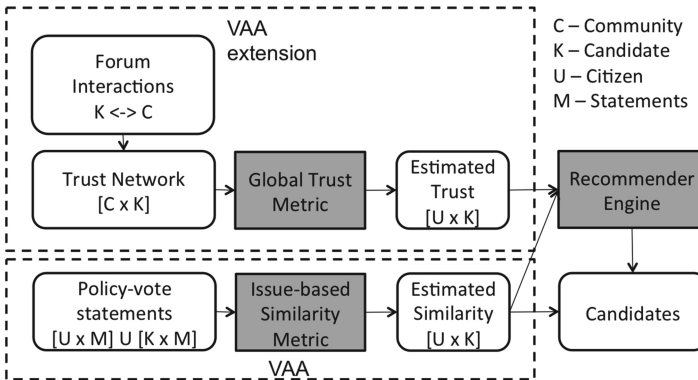 VAA
extension
C – Community
K – Candidate
U – Citizen
M – Statements
Forum
Interactions
K <-> C
Trust Network
[C x K]
Global Trust
Metric
Estimated
Trust
[U x K]
Recommender
Engine
Policy-vote
statements
[U x M] U [K x M]
Issue-based
Similarity
Metric
Estimated
Similarity
[U x K]
Candidates
VAA